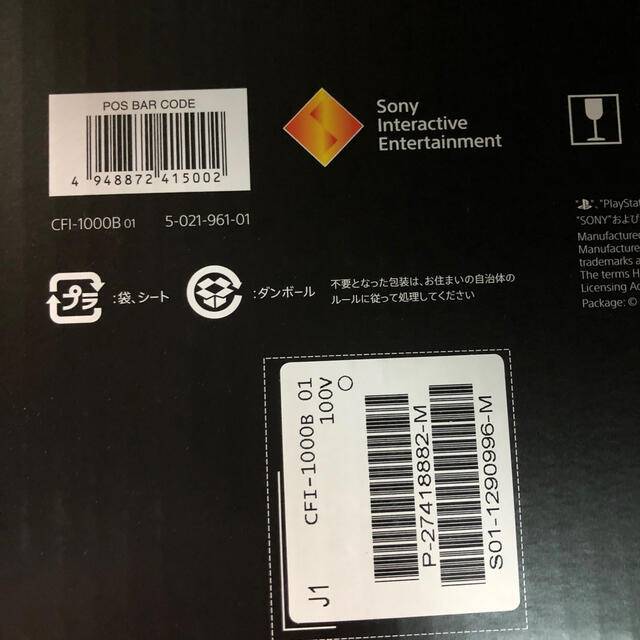 POS BAR CODE
4 948872 415002
CFI-1000B 01 5-021-961-01
Sony
Interactive
Entertainment
"PlayStat
"SONY"および
Manufactured
Manufacture
trademarks a
The terms H
Licensing Ad
Package: ©
プラ
:袋、シート
:ダンボール
不要となった包装は、お住まいの自治体の
ルールに従って処理してください
J1
CFI-1000B 01
100V
P-27418882-M
S01-1290996-M